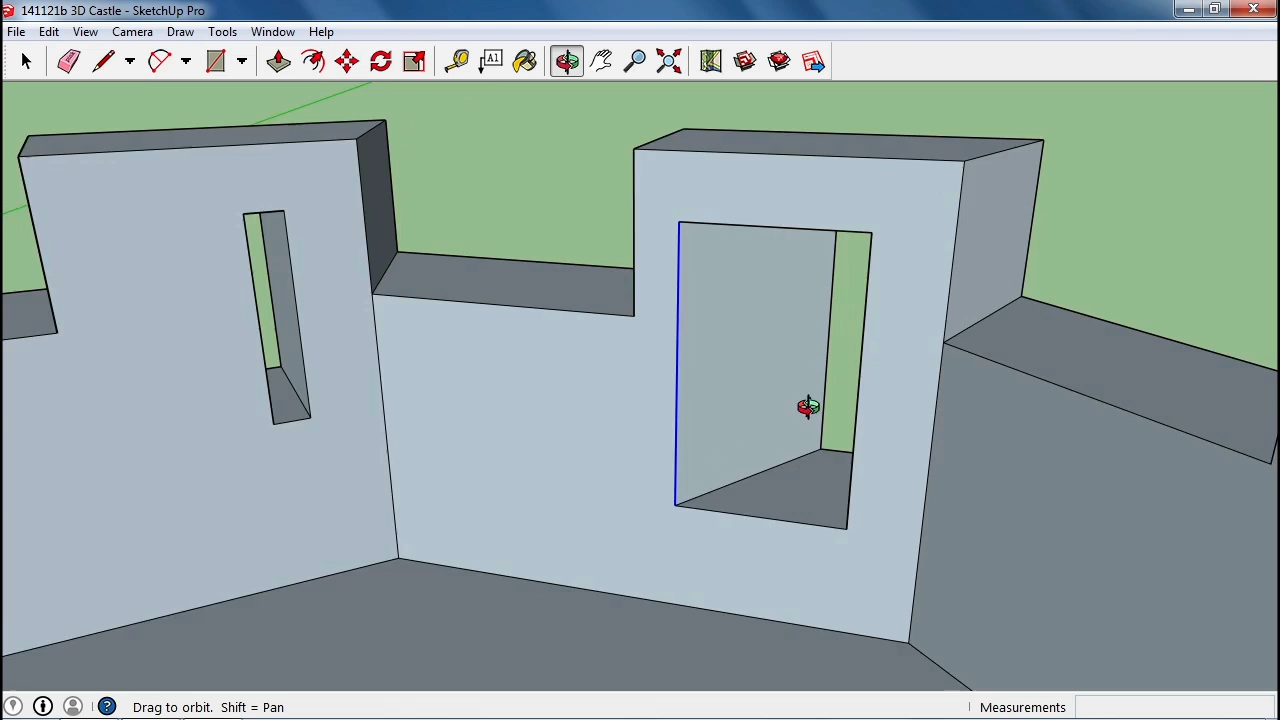 141121b 3D Castle - SketchUp Pro
File Edit View Camera Draw Tools Window Help
A1
? Drag to orbit. Shift = Pan Measurements